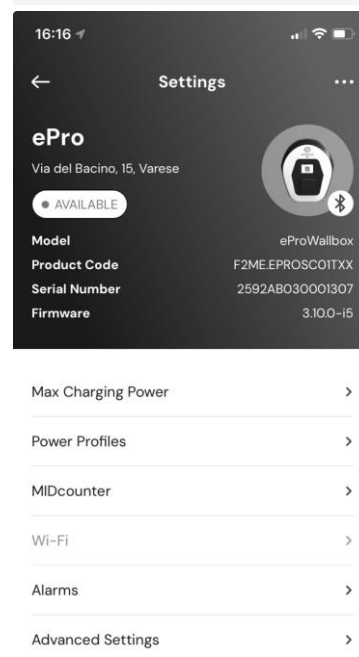 16:16
Settings
ePro
Via del Bacino, 15, Varese
AVAILABLE
Model eProWallbox
Product Code F2ME.EPROSC01TXX
Serial Number 2592AB030001307
Firmware 3.10.0-i5
Max Charging Power
Power Profiles
MIDcounter
Wi-Fi
Alarms
Advanced Settings